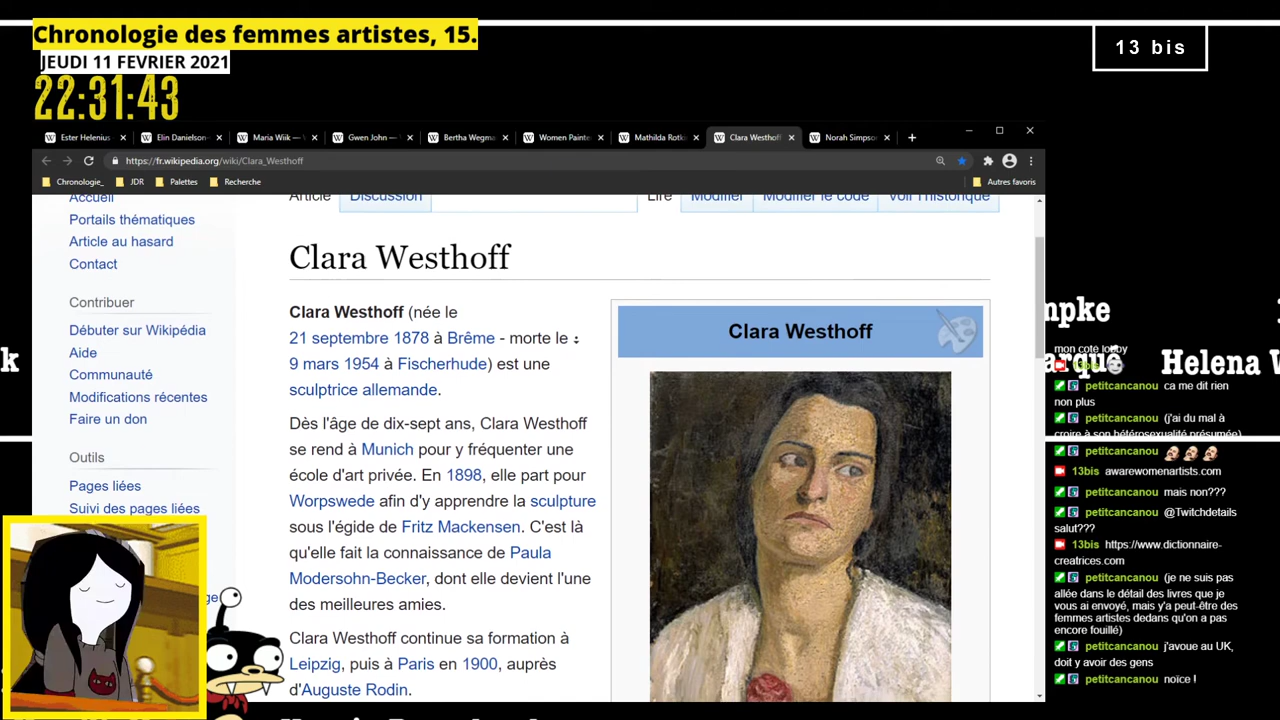 Chronologie des femmes artistes, 15.
JEUDI 11 FEVRIER 2021
22:31:43
13 bis
Ester Helenius
Elin Danielson-
Maria Wiik — V
Gwen John — V
Bertha Wegma
Women Painte
Mathilda Rotk
Clara Westhoff
Norah Simpson
https://fr.wikipedia.org/wiki/Clara_Westhoff
Chronologie_
JDR
Palettes
Recherche
Autres favoris
Accueil
Portails thématiques
Article au hasard
Contact
Contribuer
Débuter sur Wikipédia
Aide
Communauté
Modifications récentes
Faire un don
Outils
Pages liées
Suivi des pages liées
ge
Article
Discussion
Lire
Modifier
Modifier le code
Voir l'historique
Clara Westhoff
Clara Westhoff (née le
21 septembre 1878 à Brême - morte le :
9 mars 1954 à Fischerhude) est une
sculptrice allemande.
Dès l'âge de dix-sept ans, Clara Westhoff
se rend à Munich pour y fréquenter une
école d'art privée. En 1898, elle part pour
Worpswede afin d'y apprendre la sculpture
sous l'égide de Fritz Mackensen. C'est là
qu'elle fait la connaissance de Paula
Modersohn-Becker, dont elle devient l'une
des meilleures amies.
Clara Westhoff continue sa formation à
Leipzig, puis à Paris en 1900, auprès
d'Auguste Rodin.
Clara Westhoff
k
mpke
arque
Helena W
mon coté lobby
13bis
petitcancanou ca me dit rien
non plus
petitcancanou (j'ai du mal à
croire à son hétérosexualité présumée)
petitcancanou
13bis awarewomenartists.com
petitcancanou mais non???
petitcancanou @Twitchdetails
salut???
13bis https://www.dictionnaire-
creatrices.com
petitcancanou (je ne suis pas
allée dans le détail des livres que je
vous ai envoyé, mais y'a peut-être des
femmes artistes dedans qu'on a pas
encore fouillé)
petitcancanou j'avoue au UK,
doit y avoir des gens
petitcancanou noïce !